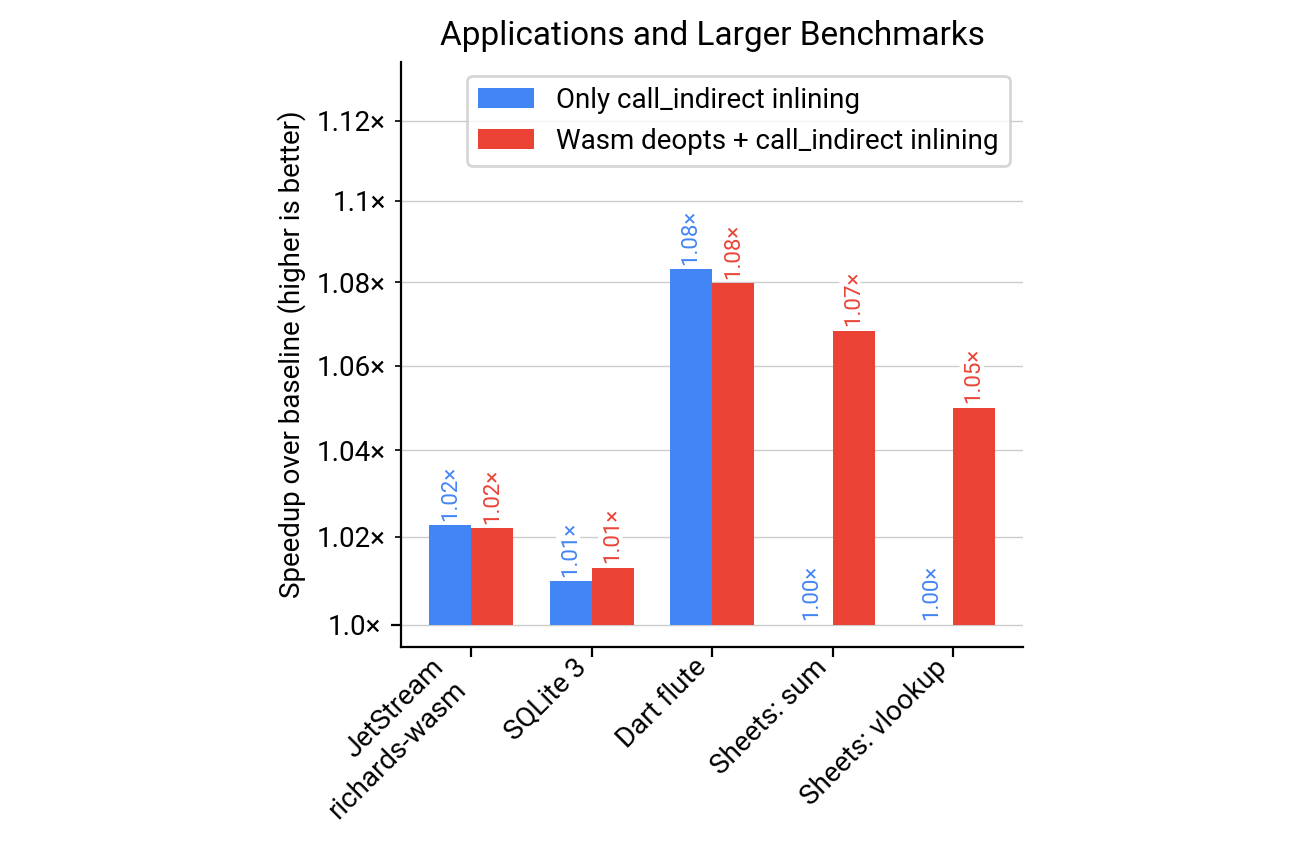 Applications and Larger Benchmarks
Only call_indirect inlining
Wasm deopts + call_indirect inlining
Speedup over baseline (higher is better)
1.12×
1.1×
1.08×
1.06×
1.04×
1.02×
1.0×
1.02×
1.02×
1.01×
1.01×
1.08×
1.08×
1.00×
1.07×
1.00×
1.05×
JetStream
richards-wasm
SQLite 3
Dart flute
Sheets: sum
Sheets: vlookup